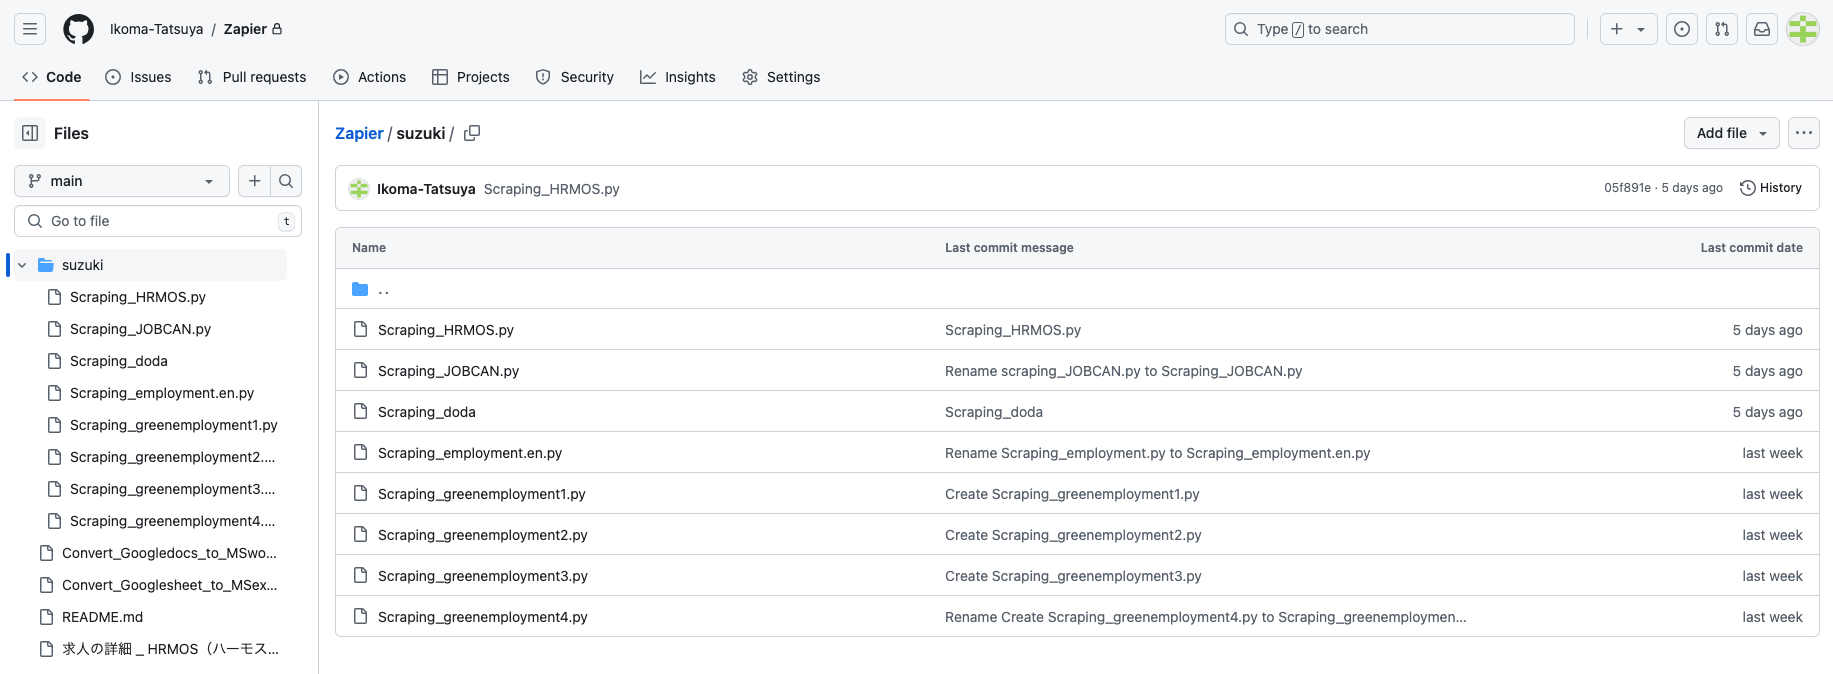 Ikoma-Tatsuya / Zapier
Type / to search
Code
Issues
Pull requests
Actions
Projects
Security
Insights
Settings
Files
main
Go to file
t
suzuki
Scraping_HRMOS.py
Scraping_JOBCAN.py
Scraping_doda
Scraping_employment.en.py
Scraping_greenemployment1.py
Scraping_greenemployment2....
Scraping_greenemployment3....
Scraping_greenemployment4....
Convert_Googledocs_to_MSwo...
Convert_Googlesheet_to_MSex...
README.md
求人の詳細 _ HRMOS（ハーモス...
Zapier / suzuki /
Add file
Ikoma-Tatsuya Scraping_HRMOS.py
05f891e · 5 days ago
History
Name Last commit message Last commit date
..
Scraping_HRMOS.py Scraping_HRMOS.py 5 days ago
Scraping_JOBCAN.py Rename scraping_JOBCAN.py to Scraping_JOBCAN.py 5 days ago
Scraping_doda Scraping_doda 5 days ago
Scraping_employment.en.py Rename Scraping_employment.py to Scraping_employment.en.py last week
Scraping_greenemployment1.py Create Scraping_greenemployment1.py last week
Scraping_greenemployment2.py Create Scraping_greenemployment2.py last week
Scraping_greenemployment3.py Create Scraping_greenemployment3.py last week
Scraping_greenemployment4.py Rename Create Scraping_greenemployment4.py to Scraping_greenemploymen... last week